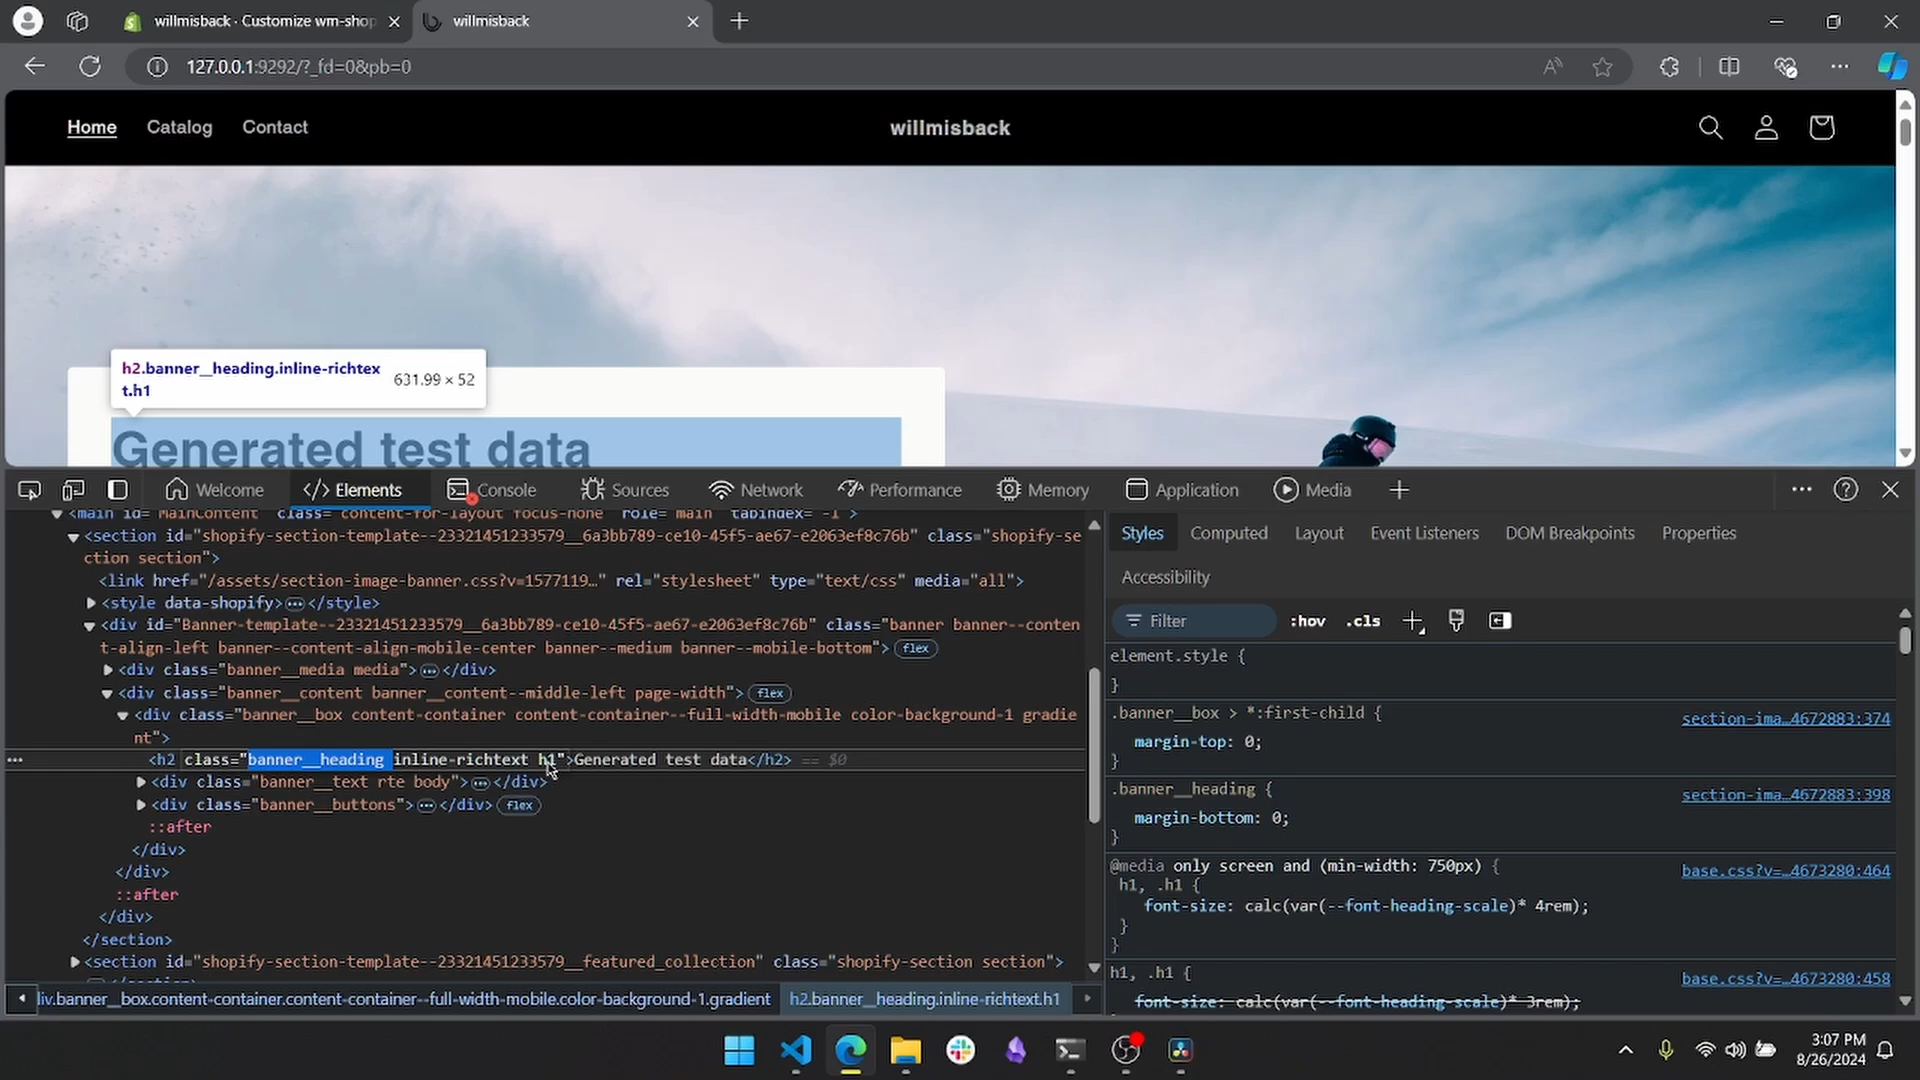 willmisback · Customize wm-shop
willmisback
127.0.0.1:9292/?_fd=0&pb=0
Home
Catalog
Contact
willmisback
h2.banner__heading.inline-richtex
t.h1
631.99 × 52
Generated test data
Welcome
Elements
Console
Sources
Network
Performance
Memory
Application
Media
<main id="MainContent" class="content-for-layout focus-none" role="main" tabindex="-1">
<section id="shopify-section-template--23321451233579__6a3bb789-ce10-45f5-ae67-e2063ef8c76b" class="shopify-se
ction section">
<link href="/assets/section-image-banner.css?v=1577119…" rel="stylesheet" type="text/css" media="all">
<style data-shopify>…</style>
<div id="Banner-template--23321451233579__6a3bb789-ce10-45f5-ae67-e2063ef8c76b" class="banner banner--conten
t-align-left banner--content-align-mobile-center banner--medium banner--mobile-bottom"> flex
<div class="banner__media media">…</div>
<div class="banner__content banner__content--middle-left page-width"> flex
<div class="banner__box content-container content-container--full-width-mobile color-background-1 gradie
nt">
… <h2 class="banner__heading inline-richtext h1">Generated test data</h2> == $0
<div class="banner__text rte body">…</div>
<div class="banner__buttons">…</div> flex
::after
</div>
</div>
::after
</div>
</section>
<section id="shopify-section-template--23321451233579__featured_collection" class="shopify-section section">
iv.banner__box.content-container.content-container--full-width-mobile.color-background-1.gradient
h2.banner__heading.inline-richtext.h1
Styles
Computed
Layout
Event Listeners
DOM Breakpoints
Properties
Accessibility
Filter
:hov
.cls
element.style {
}
.banner__box > *:first-child {
section-ima…4672883:374
margin-top: 0;
}
.banner__heading {
section-ima…4672883:398
margin-bottom: 0;
}
@media only screen and (min-width: 750px) {
base.css?v=…4673280:464
h1, .h1 {
font-size: calc(var(--font-heading-scale)* 4rem);
}
}
h1, .h1 {
base.css?v=…4673280:458
font-size: calc(var(--font-heading-scale)* 3rem);
3:07 PM
8/26/2024